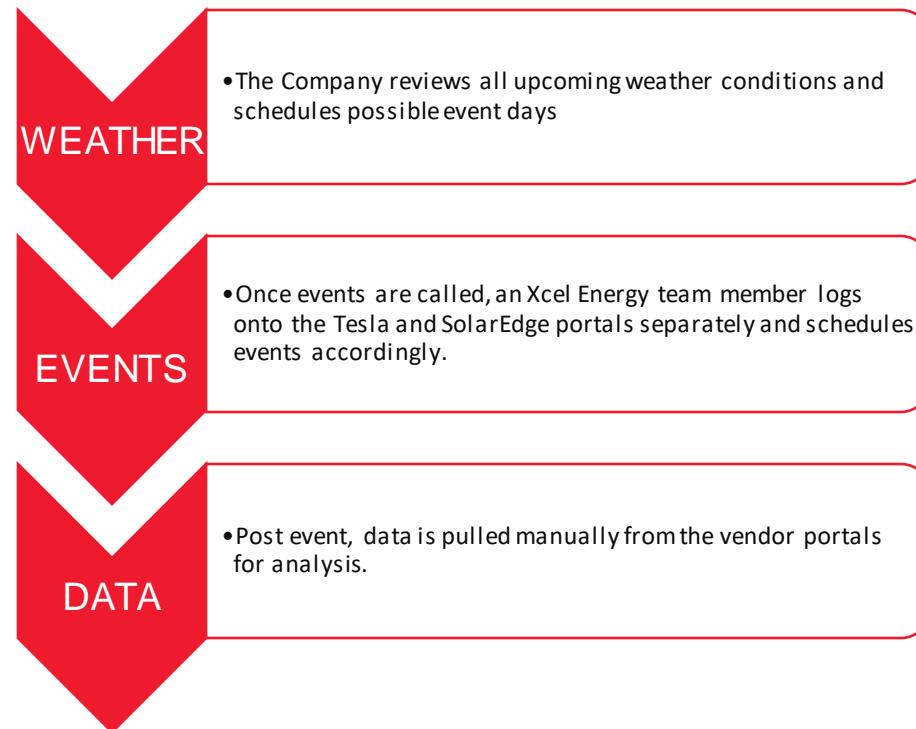 WEATHER
•The Company reviews all upcoming weather conditions and
schedules possible event days
EVENTS
•Once events are called, an Xcel Energy team member logs
onto the Tesla and SolarEdge portals separately and schedules
events accordingly.
DATA
•Post event, data is pulled manually from the vendor portals
for analysis.